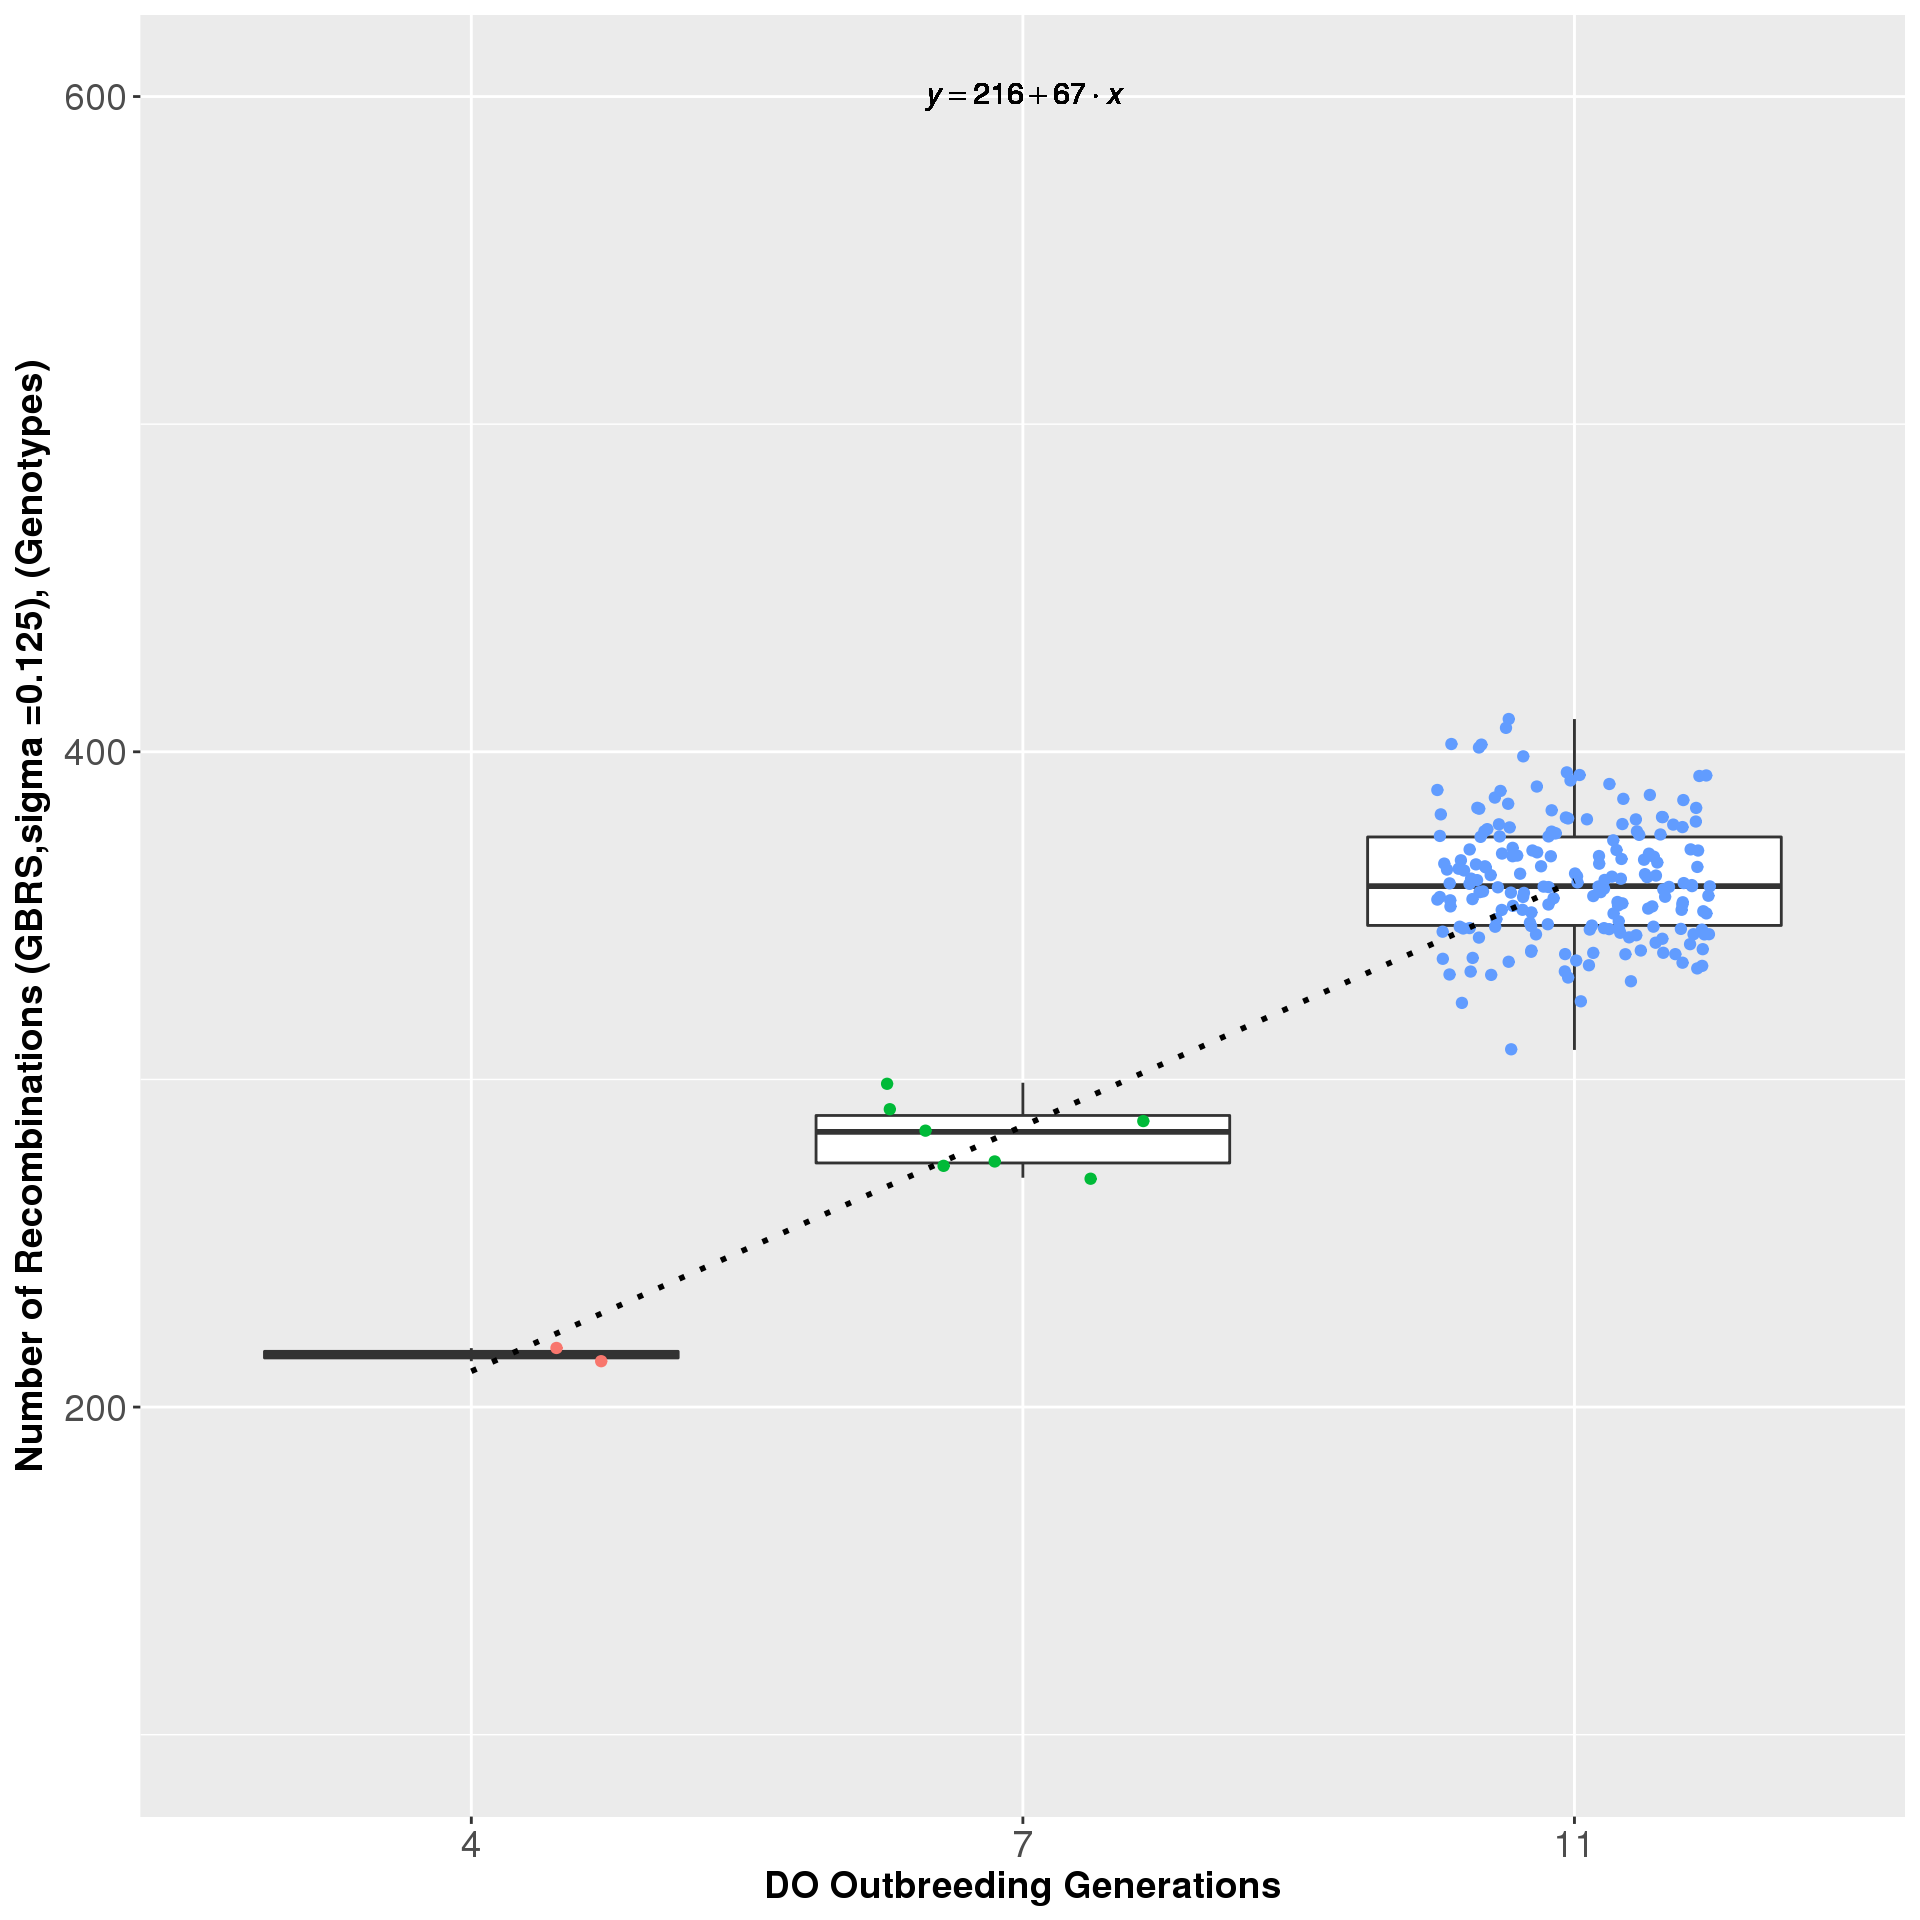 y = 216 + 67 · x
600
400
200
Number of Recombinations (GBRS,sigma =0.125), (Genotypes)
4 7 11
DO Outbreeding Generations